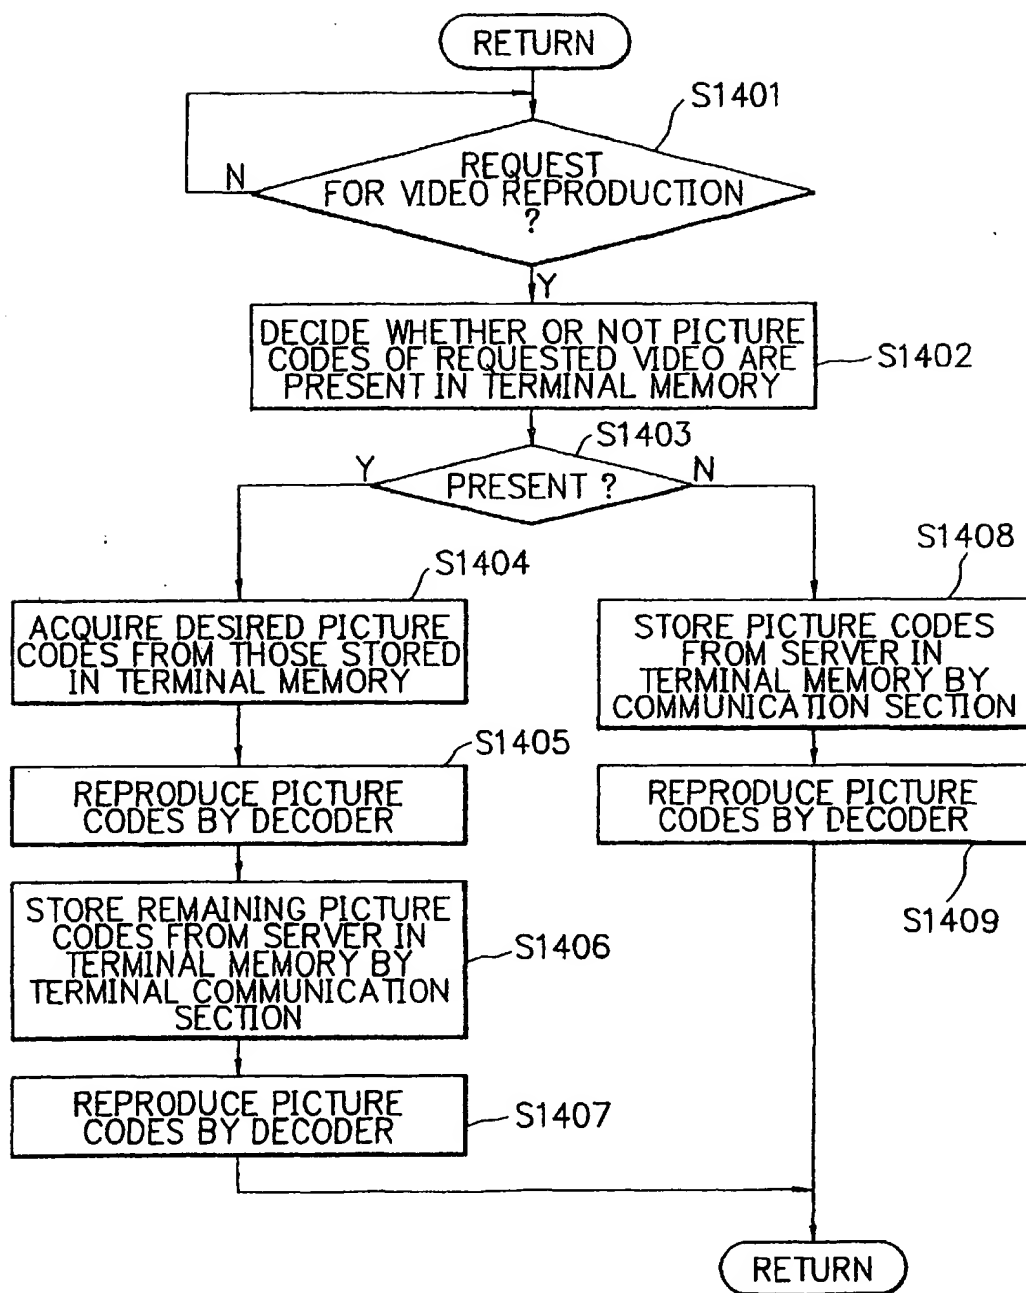 RETURN
S1401
REQUEST
FOR VIDEO REPRODUCTION
?
N
Y
DECIDE WHETHER OR NOT PICTURE
CODES OF REQUESTED VIDEO ARE
PRESENT IN TERMINAL MEMORY
S1402
S1403
Y
PRESENT ?
N
S1404
ACQUIRE DESIRED PICTURE
CODES FROM THOSE STORED
IN TERMINAL MEMORY
S1408
STORE PICTURE CODES
FROM SERVER IN
TERMINAL MEMORY BY
COMMUNICATION SECTION
S1405
REPRODUCE PICTURE
CODES BY DECODER
REPRODUCE PICTURE
CODES BY DECODER
S1409
STORE REMAINING PICTURE
CODES FROM SERVER IN
TERMINAL MEMORY BY
TERMINAL COMMUNICATION
SECTION
S1406
REPRODUCE PICTURE
CODES BY DECODER
S1407
RETURN